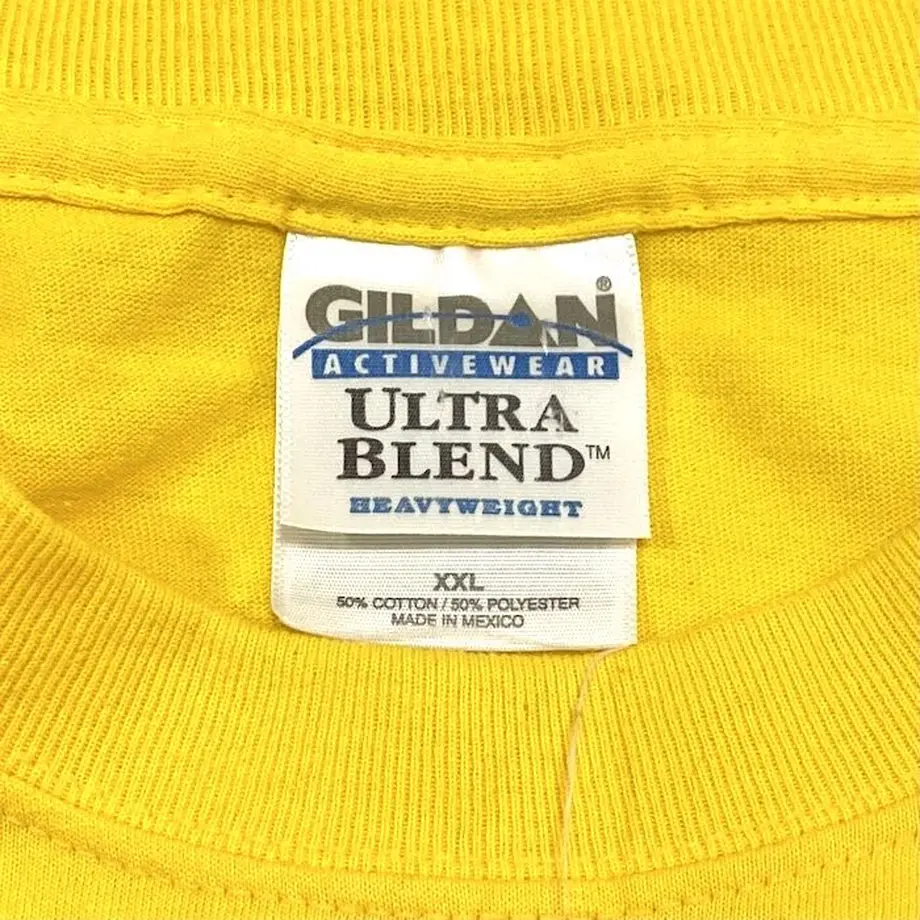 GILDAN®
ACTIVEWEAR
ULTRA
BLEND™
HEAVYWEIGHT
XXL
50% COTTON / 50% POLYESTER
MADE IN MEXICO